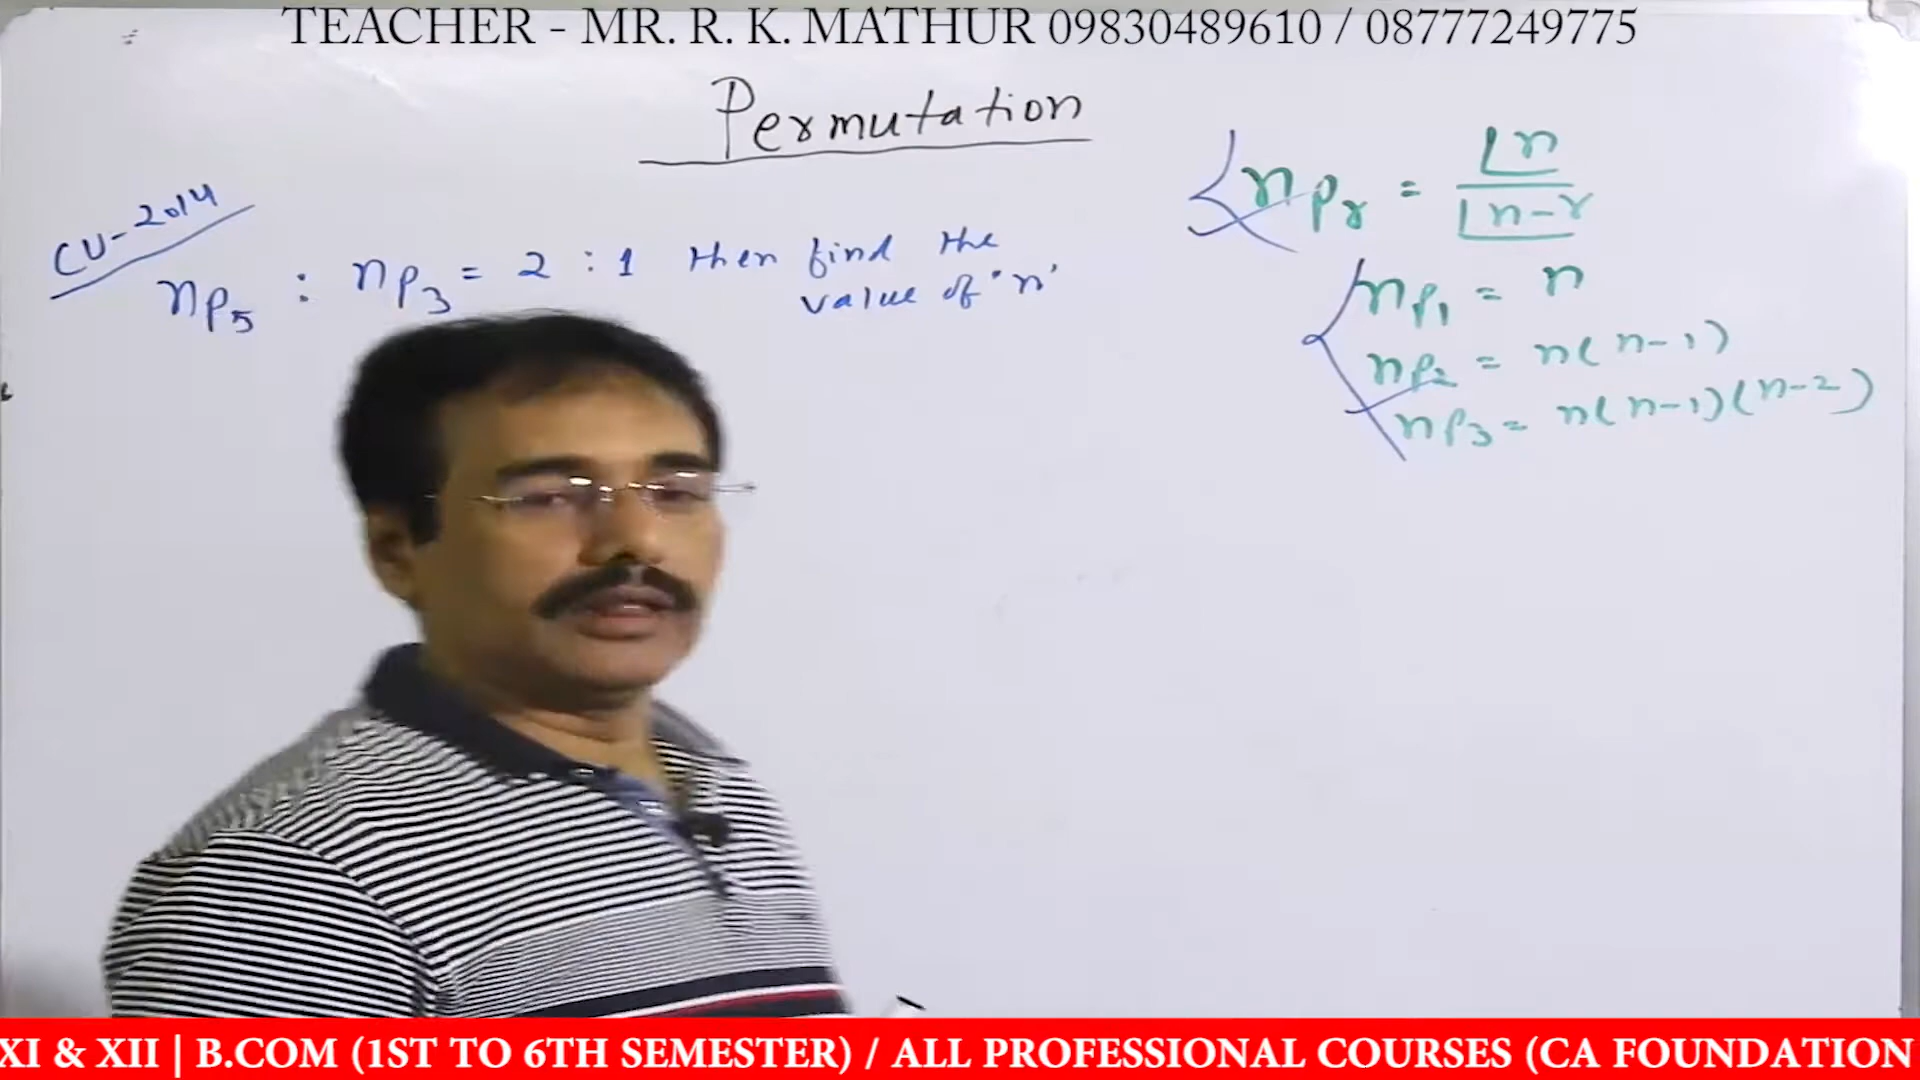 TEACHER - MR. R. K. MATHUR 09830489610 / 08777249775
Permutation
CU-2014
nP5 : nP3 = 2 : 1 then find the
value of 'n'
nPr = ⌊n / ⌊n-r
nP1 = n
nP2 = n(n-1)
nP3 = n(n-1)(n-2)
XI & XII | B.COM (1ST TO 6TH SEMESTER) / ALL PROFESSIONAL COURSES (CA FOUNDATION